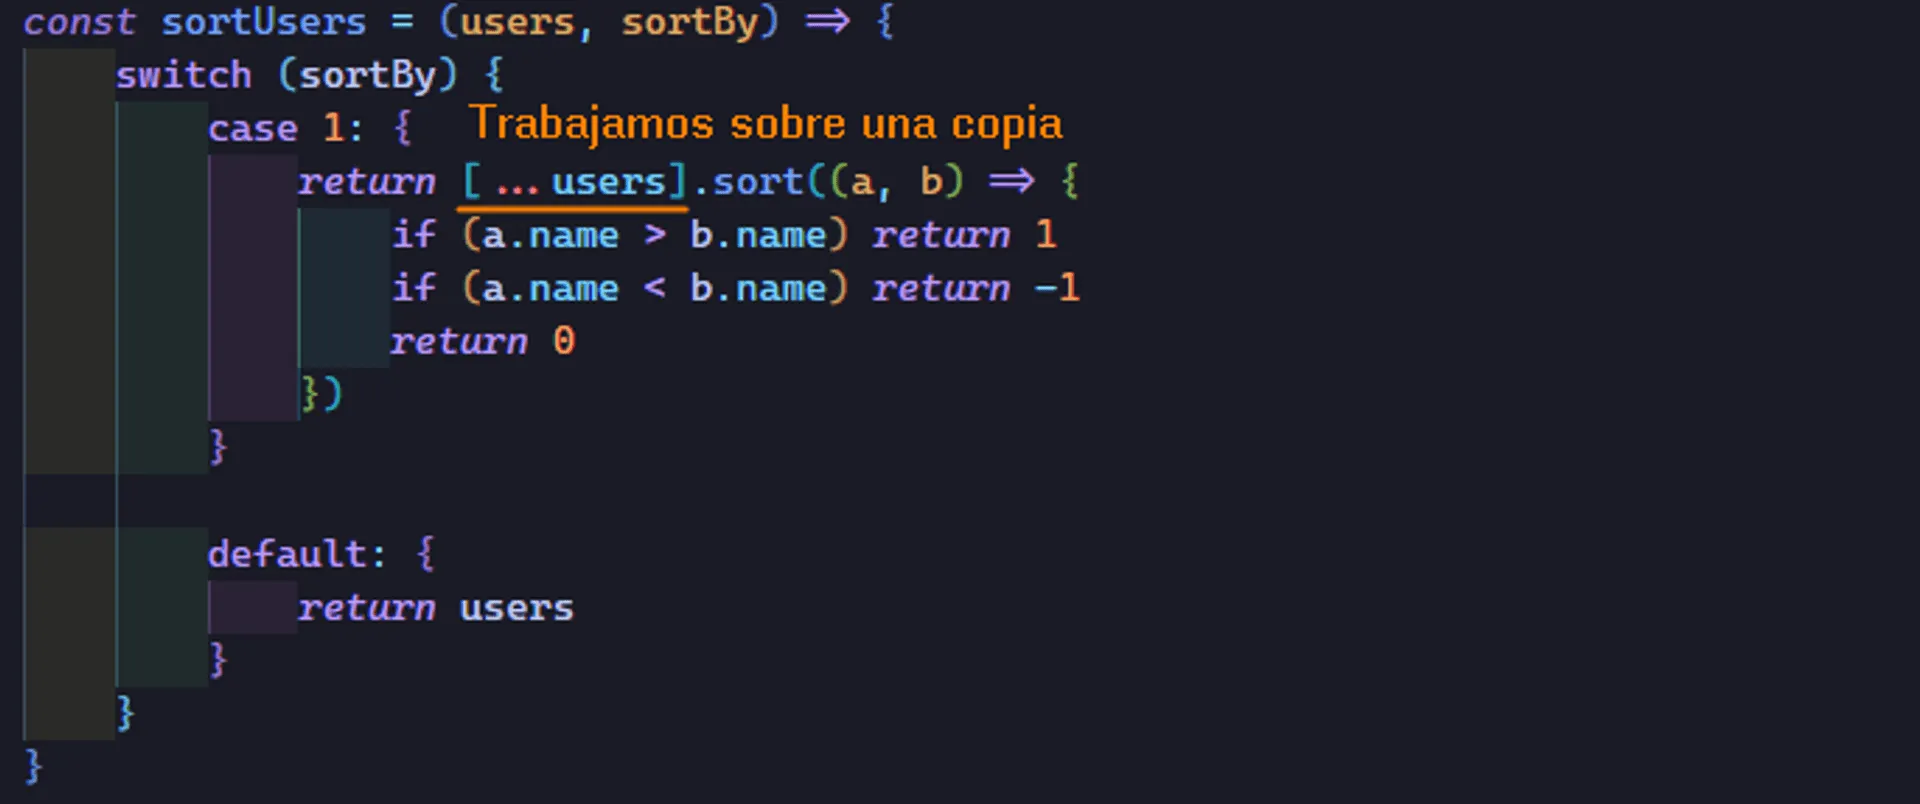 const sortUsers = (users, sortBy) => {
switch (sortBy) {
case 1: { Trabajamos sobre una copia
return [...users].sort((a, b) => {
if (a.name > b.name) return 1
if (a.name < b.name) return -1
return 0
})
}
default: {
return users
}
}
}